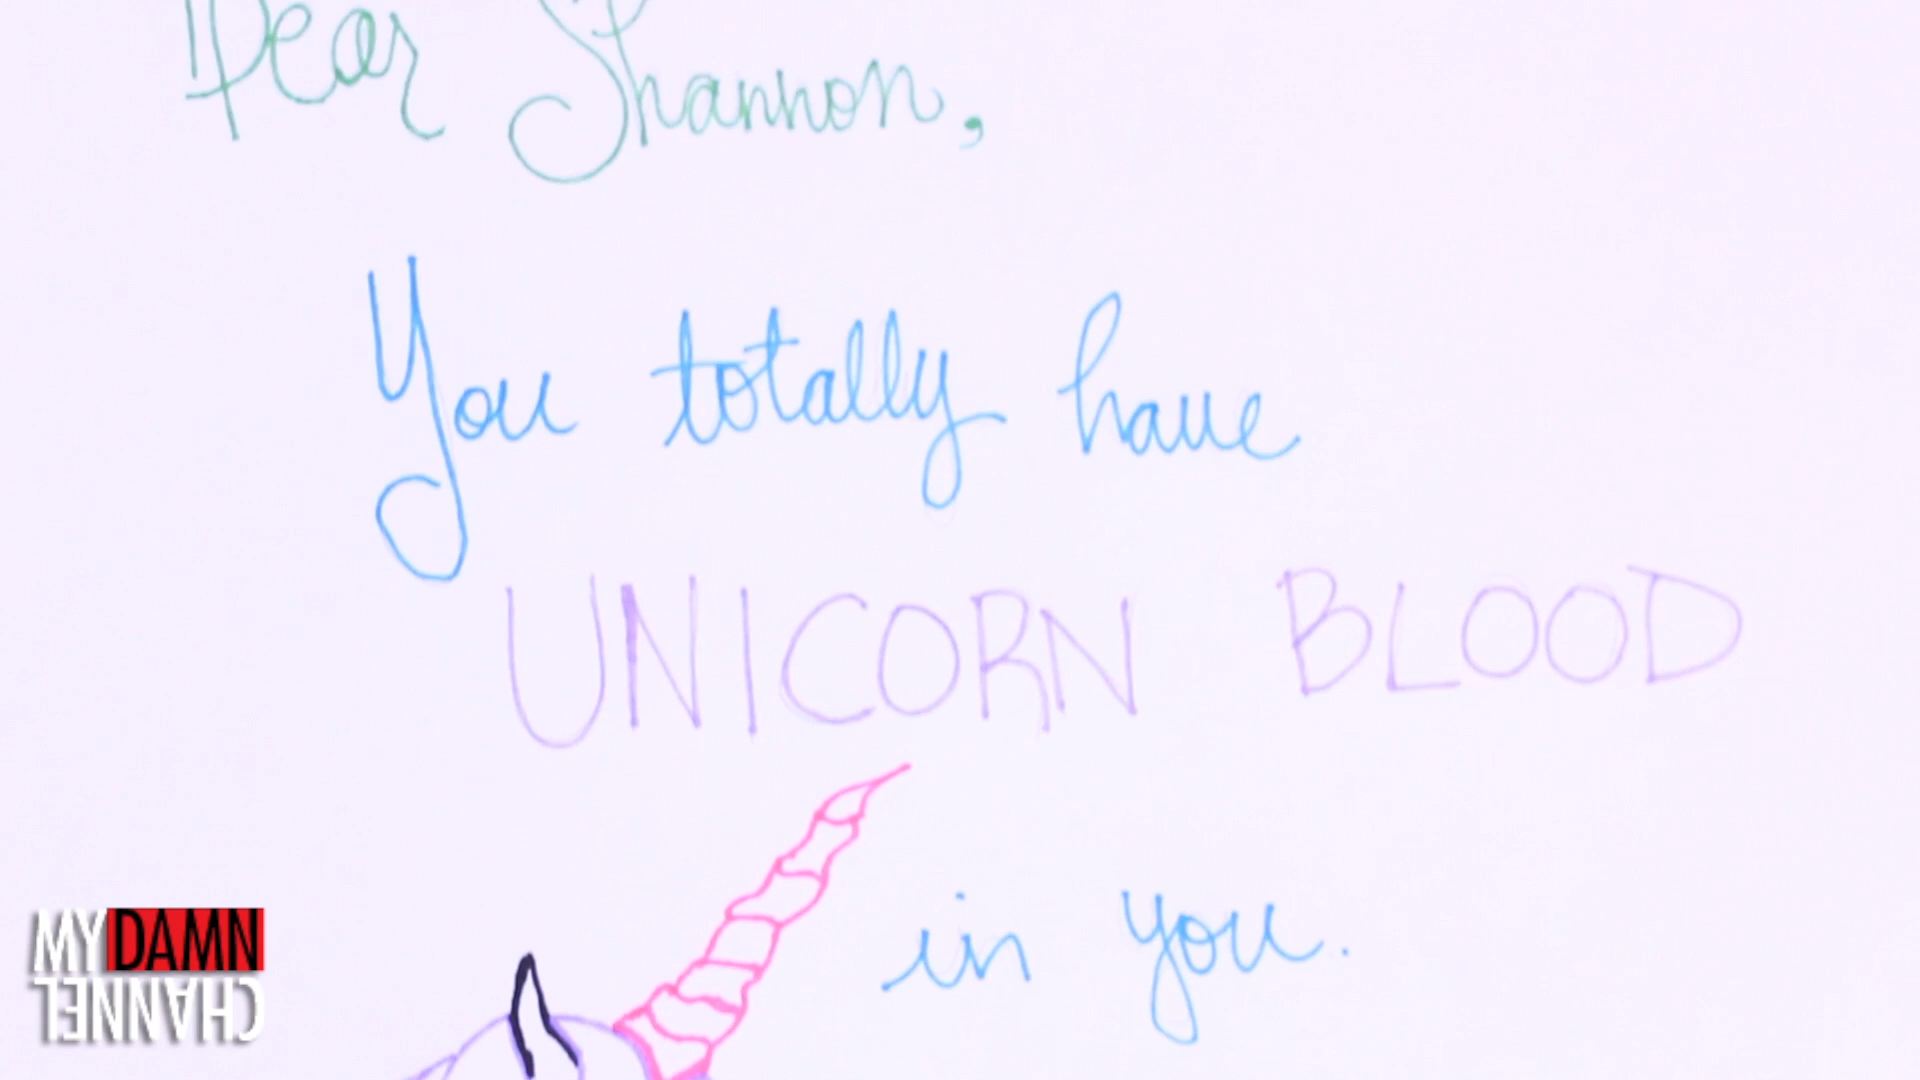 Dear Shannon,
You totally have
UNICORN BLOOD
in you.
MY DAMN
CHANNEL